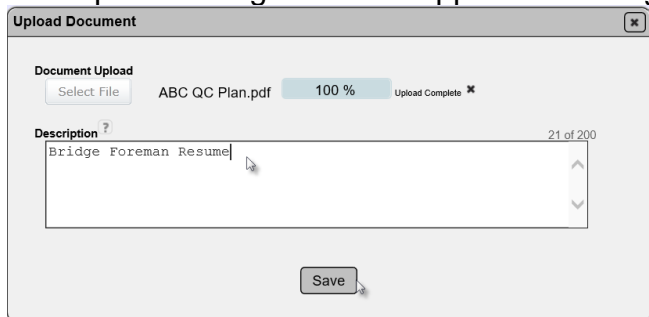 Upload Document
Document Upload
Select File ABC QC Plan.pdf 100 % Upload Complete ✖
Description ? 21 of 200
Bridge Foreman Resume
Save